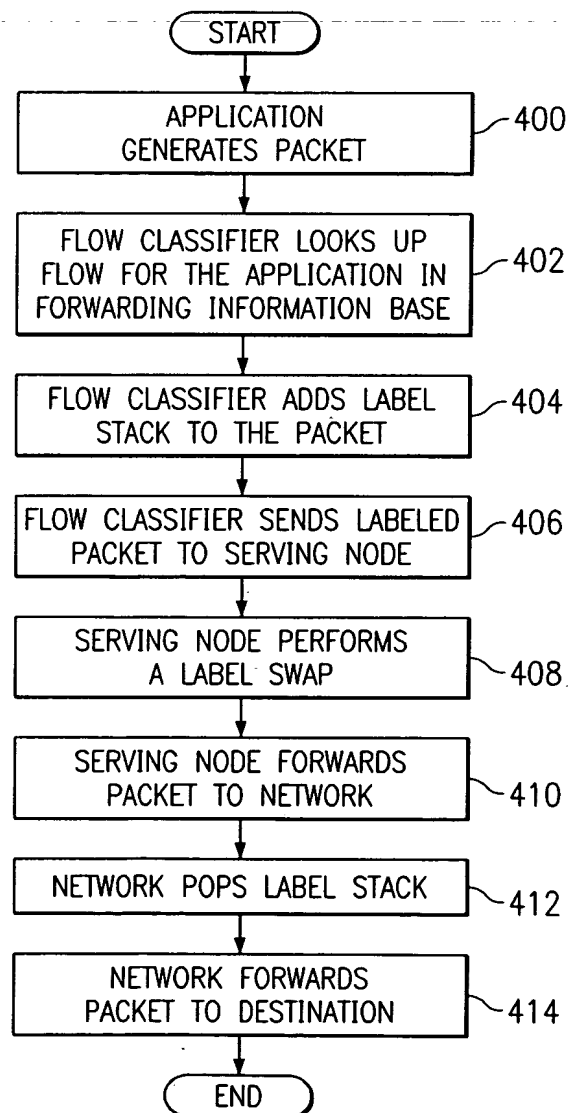 START
APPLICATION
GENERATES PACKET
400
FLOW CLASSIFIER LOOKS UP
FLOW FOR THE APPLICATION IN
FORWARDING INFORMATION BASE
402
FLOW CLASSIFIER ADDS LABEL
STACK TO THE PACKET
404
FLOW CLASSIFIER SENDS LABELED
PACKET TO SERVING NODE
406
SERVING NODE PERFORMS
A LABEL SWAP
408
SERVING NODE FORWARDS
PACKET TO NETWORK
410
NETWORK POPS LABEL STACK
412
NETWORK FORWARDS
PACKET TO DESTINATION
414
END